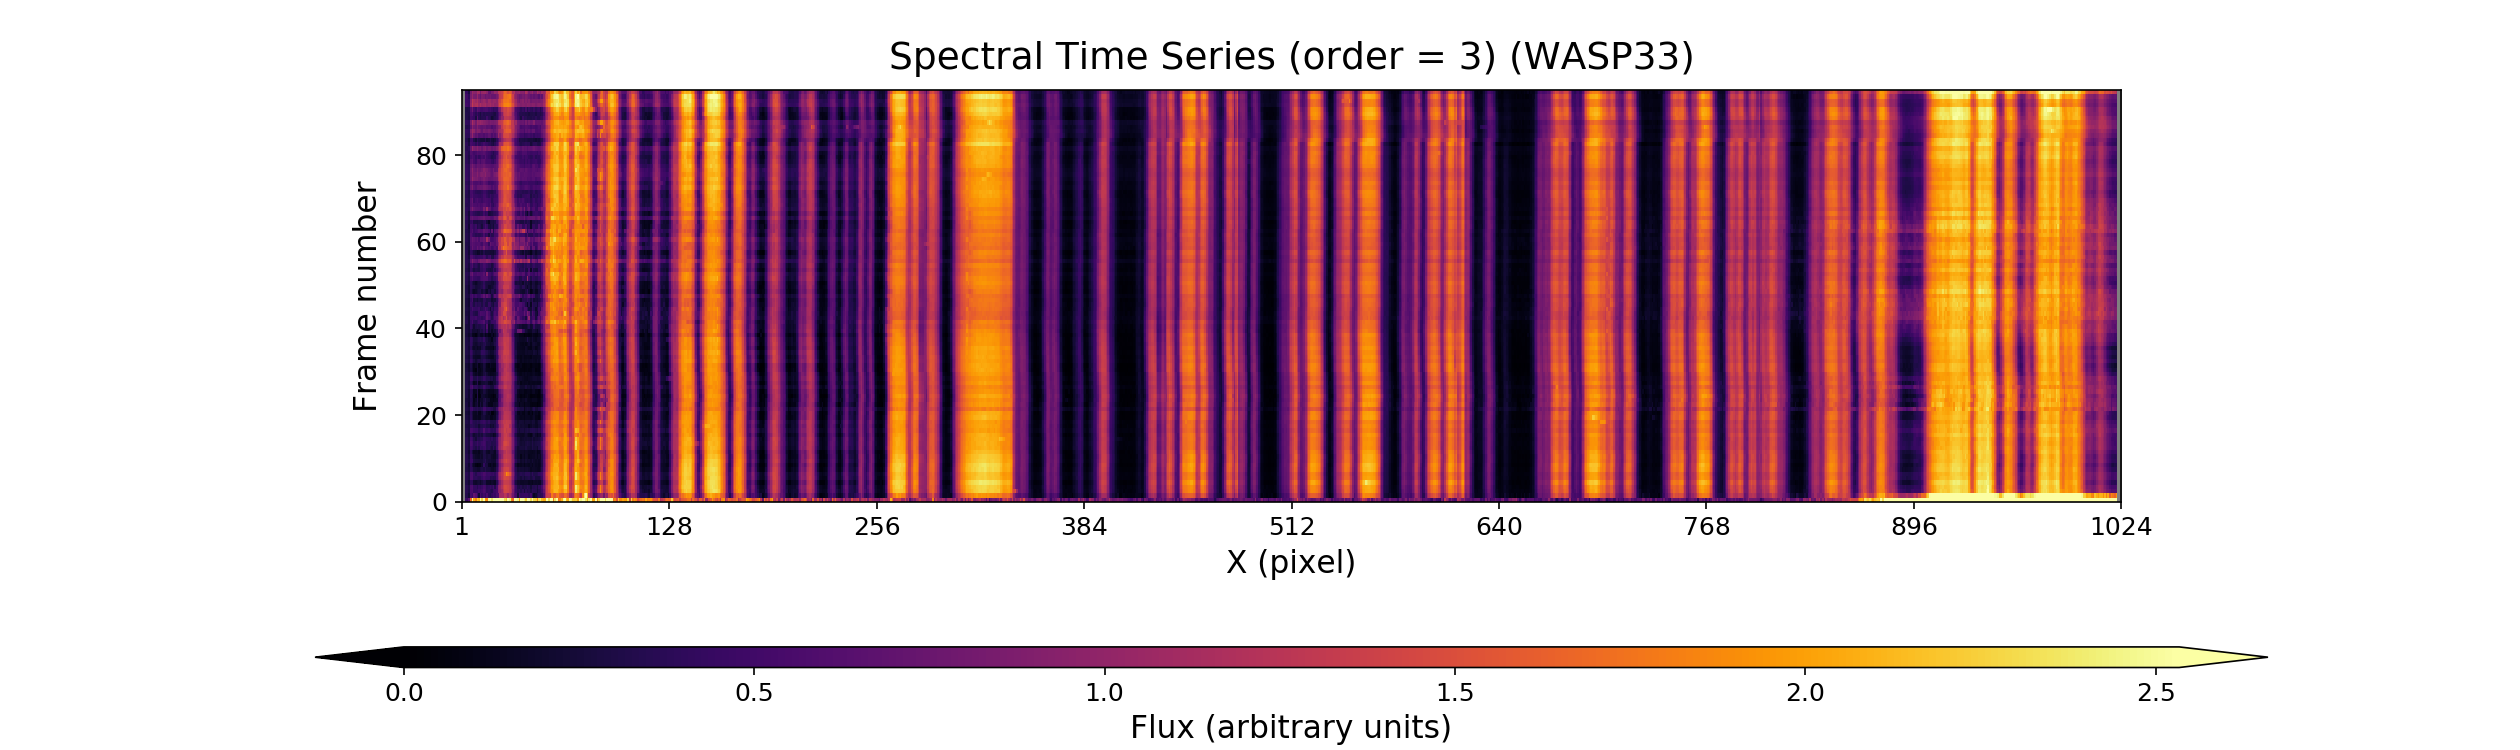 Spectral Time Series (order = 3) (WASP33)
Frame number
80
60
40
20
0
1 128 256 384 512 640 768 896 1024
X (pixel)
0.0 0.5 1.0 1.5 2.0 2.5
Flux (arbitrary units)